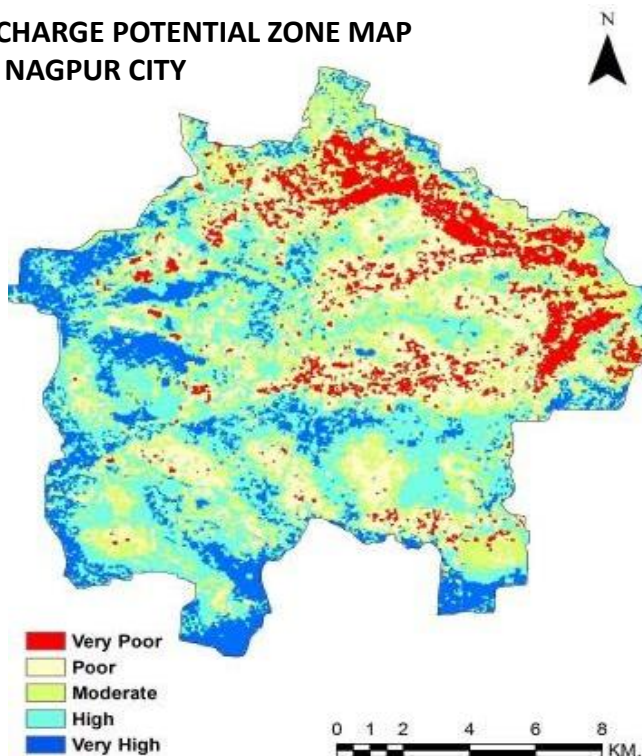 CHARGE POTENTIAL ZONE MAP
NAGPUR CITY
N
Very Poor
Poor
Moderate
High
Very High
0 1 2 4 6 8
KM